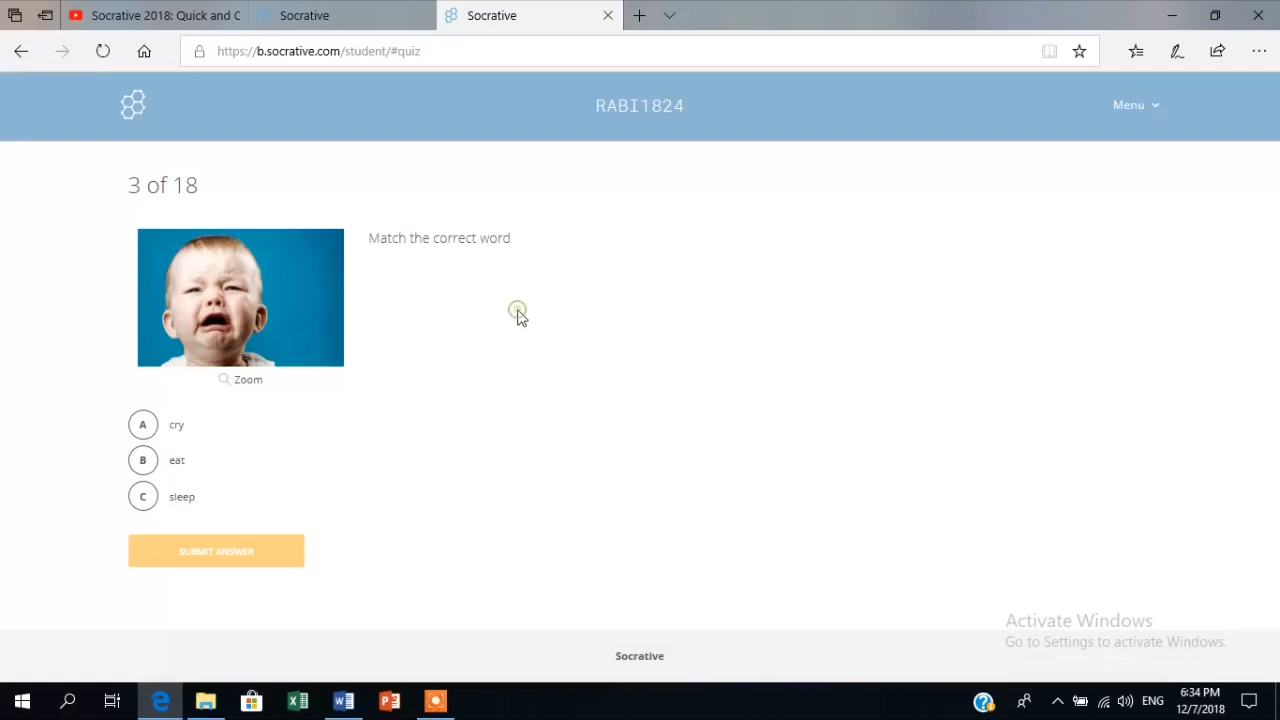 Socrative 2018: Quick and C
Socrative
Socrative
https://b.socrative.com/student/#quiz
RABI1824
Menu
3 of 18
Match the correct word
Zoom
A cry
B eat
C sleep
SUBMIT ANSWER
Activate Windows
Go to Settings to activate Windows.
Socrative
ENG
6:34 PM
12/7/2018